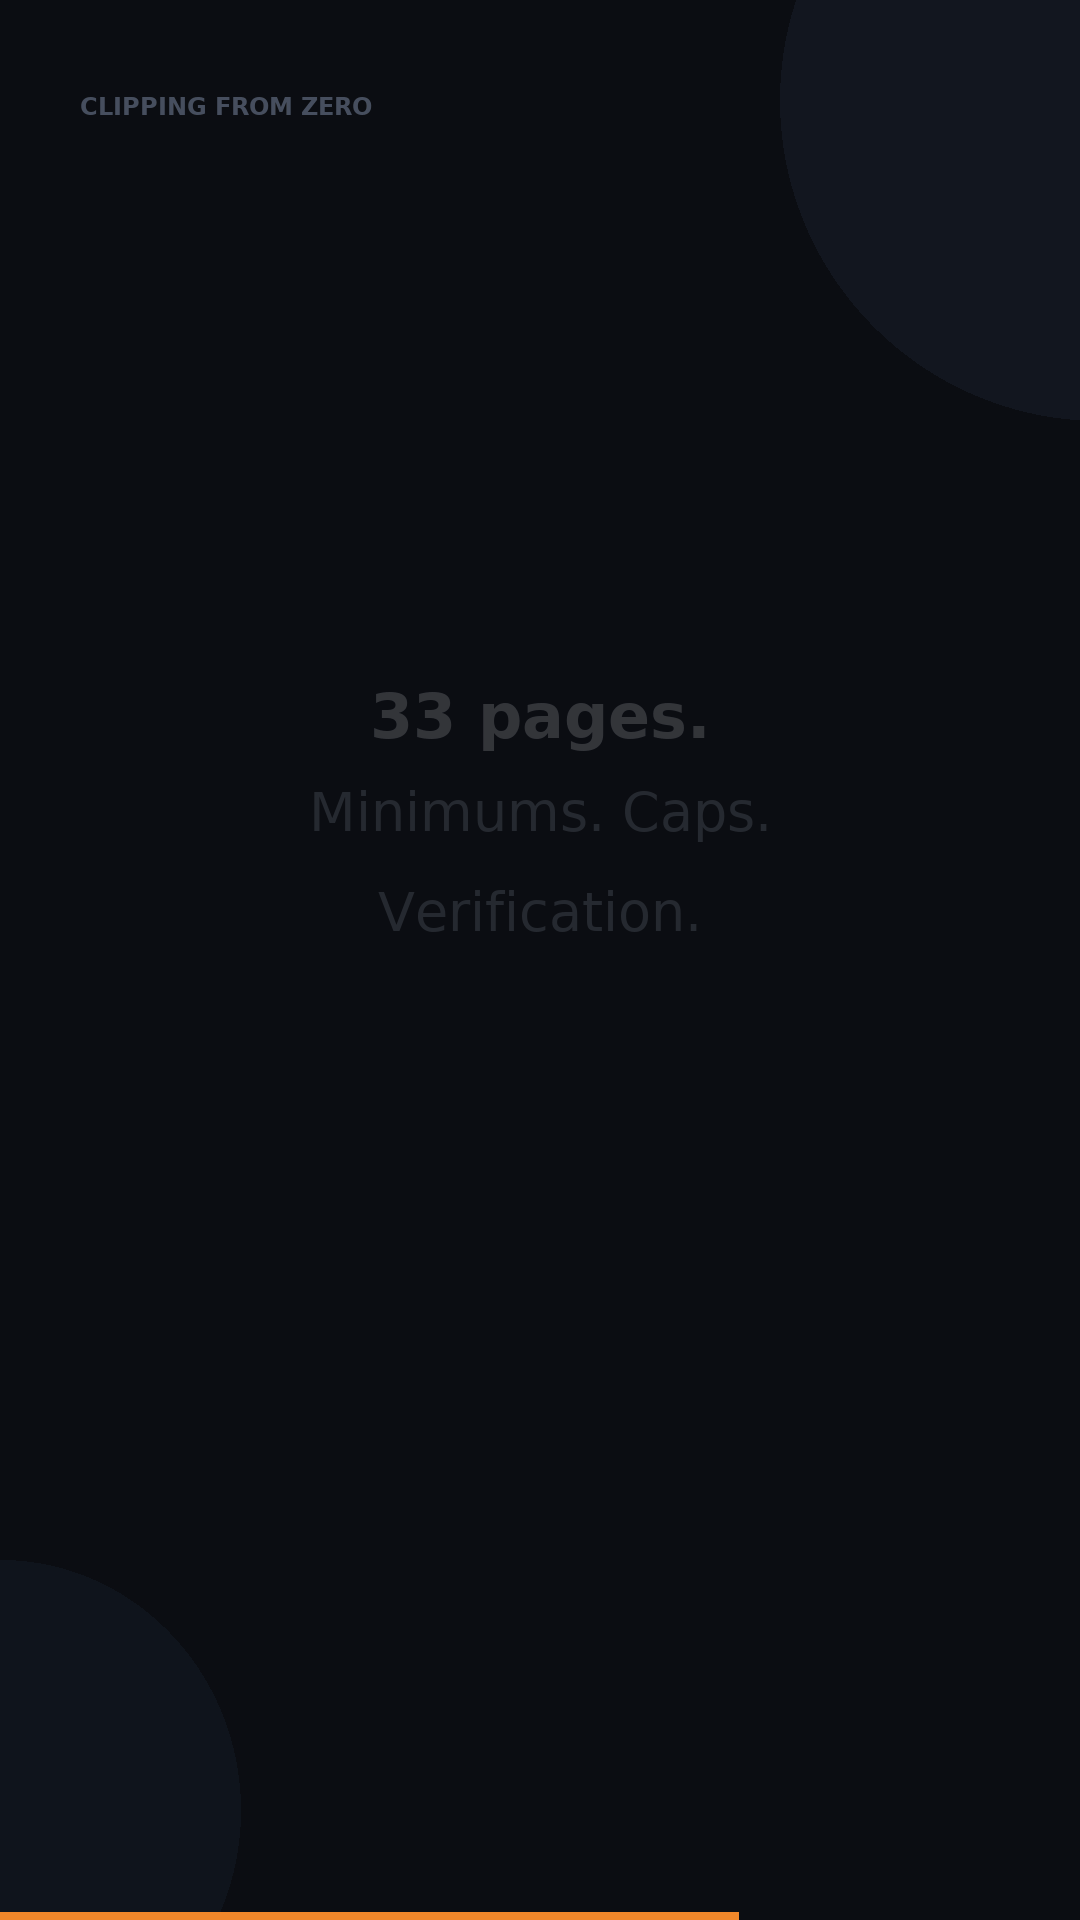 CLIPPING FROM ZERO
33 pages.
Minimums. Caps.
Verification.